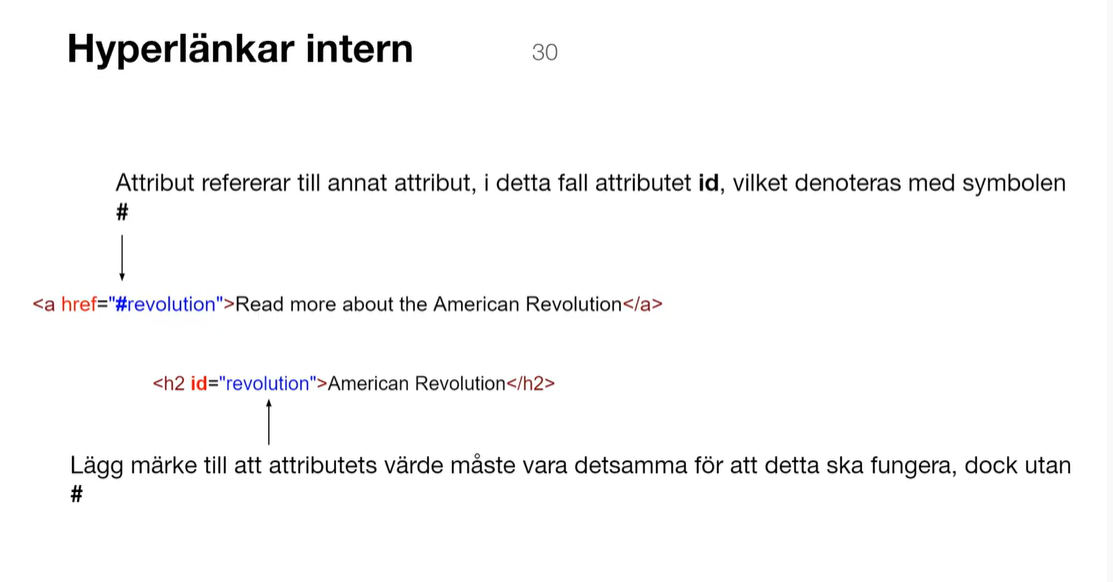 Hyperlänkar intern 30
Attribut refererar till annat attribut, i detta fall attributet id, vilket denoteras med symbolen
#
<a href="#revolution">Read more about the American Revolution</a>
<h2 id="revolution">American Revolution</h2>
Lägg märke till att attributets värde måste vara detsamma för att detta ska fungera, dock utan
#